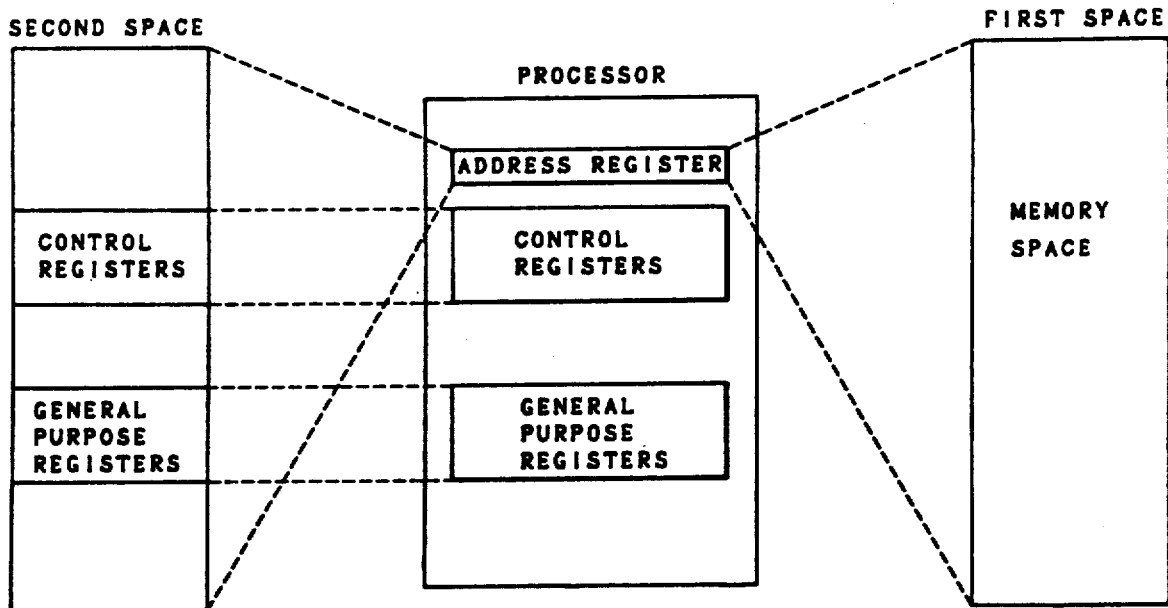 SECOND SPACE
CONTROL
REGISTERS
GENERAL
PURPOSE
REGISTERS
PROCESSOR
ADDRESS REGISTER
CONTROL
REGISTERS
GENERAL
PURPOSE
REGISTERS
FIRST SPACE
MEMORY
SPACE